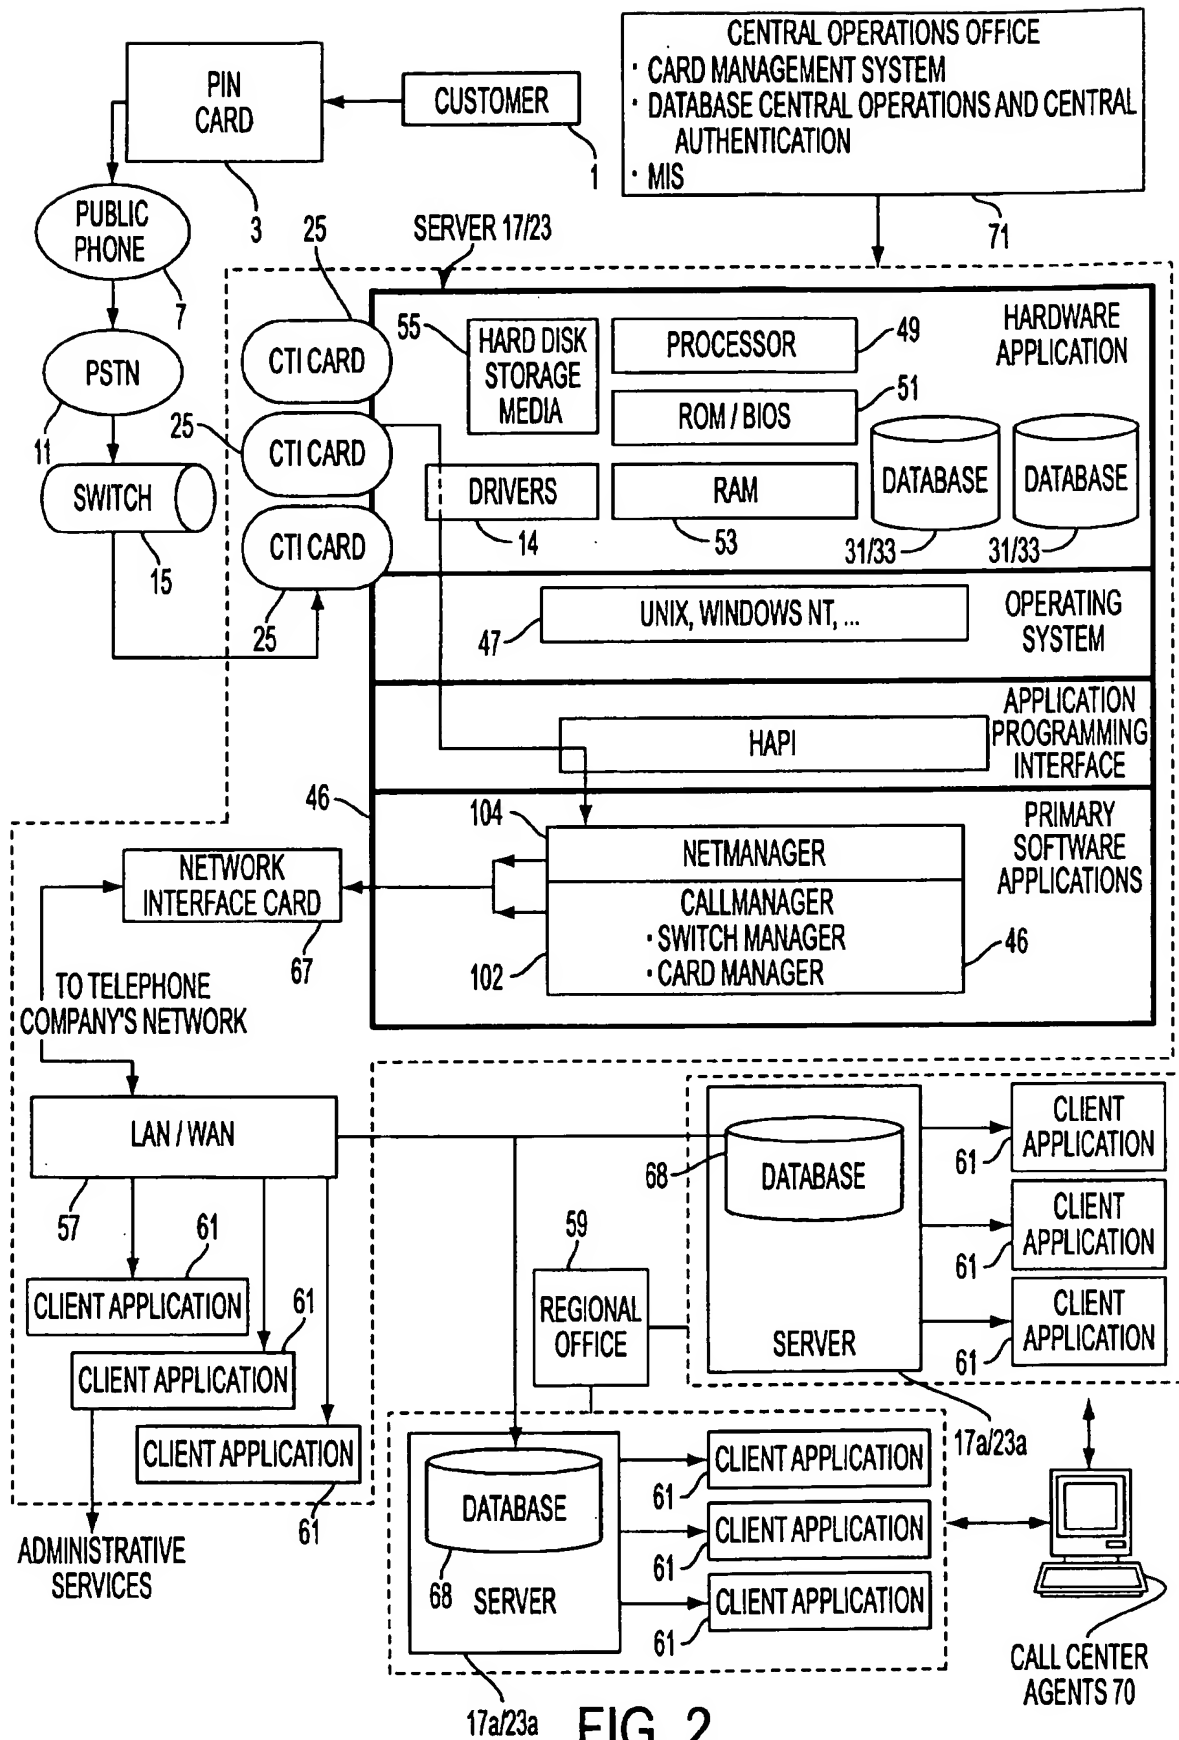 CENTRAL OPERATIONS OFFICE
· CARD MANAGEMENT SYSTEM
· DATABASE CENTRAL OPERATIONS AND CENTRAL
AUTHENTICATION
· MIS
71
PIN
CARD
3
CUSTOMER
1
PUBLIC
PHONE
7
PSTN
11
SWITCH
15
25
CTI CARD
25
CTI CARD
CTI CARD
25
SERVER 17/23
HARDWARE
APPLICATION
55
HARD DISK
STORAGE
MEDIA
PROCESSOR
49
ROM / BIOS
51
DRIVERS
14
RAM
53
DATABASE
31/33
DATABASE
31/33
UNIX, WINDOWS NT, ...
47
OPERATING
SYSTEM
HAPI
APPLICATION
PROGRAMMING
INTERFACE
46
PRIMARY
SOFTWARE
APPLICATIONS
104
NETMANAGER
CALLMANAGER
· SWITCH MANAGER
· CARD MANAGER
102
46
NETWORK
INTERFACE CARD
67
TO TELEPHONE
COMPANY'S NETWORK
LAN / WAN
57
61
CLIENT APPLICATION
61
CLIENT APPLICATION
CLIENT APPLICATION
61
ADMINISTRATIVE
SERVICES
59
REGIONAL
OFFICE
68
DATABASE
SERVER
17a/23a
CLIENT
APPLICATION
61
CLIENT
APPLICATION
61
CLIENT
APPLICATION
61
DATABASE
68
SERVER
17a/23a
CLIENT APPLICATION
61
CLIENT APPLICATION
61
CLIENT APPLICATION
61
CALL CENTER
AGENTS 70
FIG. 2